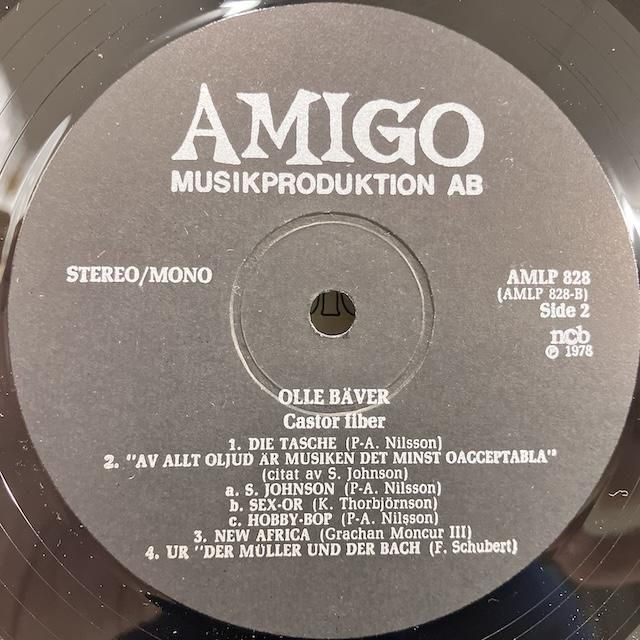 AMIGO
MUSIKPRODUKTION AB
STEREO/MONO
AMLP 828
(AMLP 828-B)
Side 2
ncb
℗ 1978
OLLE BÄVER
Castor fiber
1. DIE TASCHE (P-A. Nilsson)
2. "AV ALLT OLJUD ÄR MUSIKEN DET MINST OACCEPTABLA"
(citat av S. Johnson)
a. S. JOHNSON (P-A. Nilsson)
b. SEX-OR (K. Thorbjörnson)
c. HOBBY-BOP (P-A. Nilsson)
3. NEW AFRICA (Grachan Moncur III)
4. UR "DER MÜLLER UND DER BACH (F. Schubert)